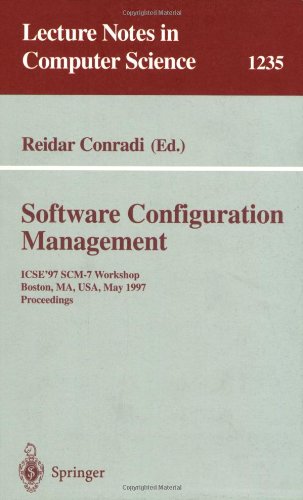 Lecture Notes in
Computer Science 1235
Reidar Conradi (Ed.)
Software Configuration
Management
ICSE'97 SCM-7 Workshop
Boston, MA, USA, May 1997
Proceedings
Springer